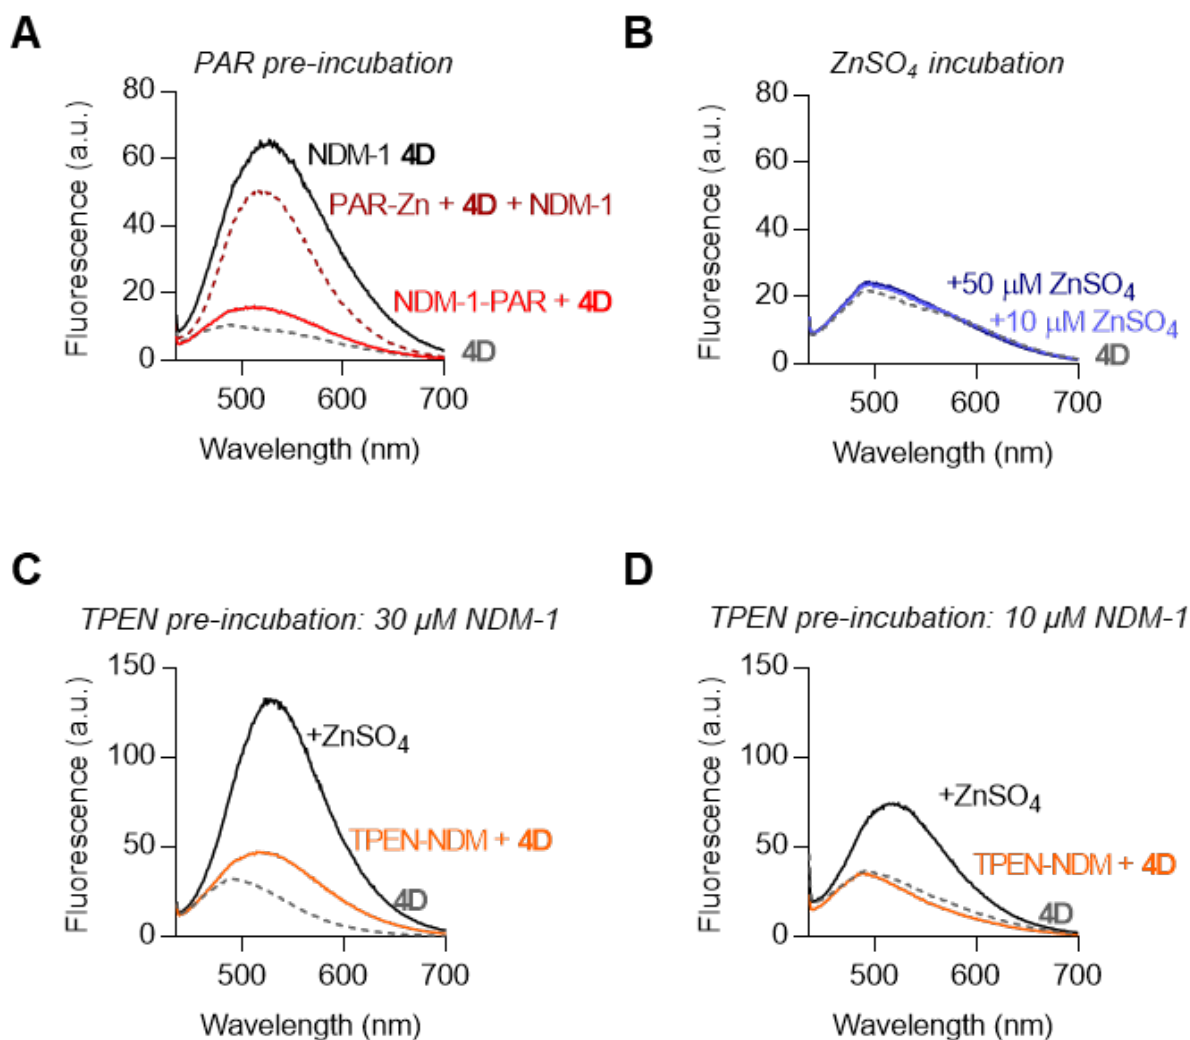 A
PAR pre-incubation
Fluorescence (a.u.)
80
60
40
20
0
NDM-1 4D
PAR-Zn + 4D + NDM-1
NDM-1-PAR + 4D
4D
500 600 700
Wavelength (nm)
B
ZnSO4 incubation
Fluorescence (a.u.)
80
60
40
20
0
+50 µM ZnSO4
+10 µM ZnSO4
4D
500 600 700
Wavelength (nm)
C
TPEN pre-incubation: 30 µM NDM-1
Fluorescence (a.u.)
150
100
50
0
+ZnSO4
TPEN-NDM + 4D
4D
500 600 700
Wavelength (nm)
D
TPEN pre-incubation: 10 µM NDM-1
Fluorescence (a.u.)
150
100
50
0
+ZnSO4
TPEN-NDM + 4D
4D
500 600 700
Wavelength (nm)